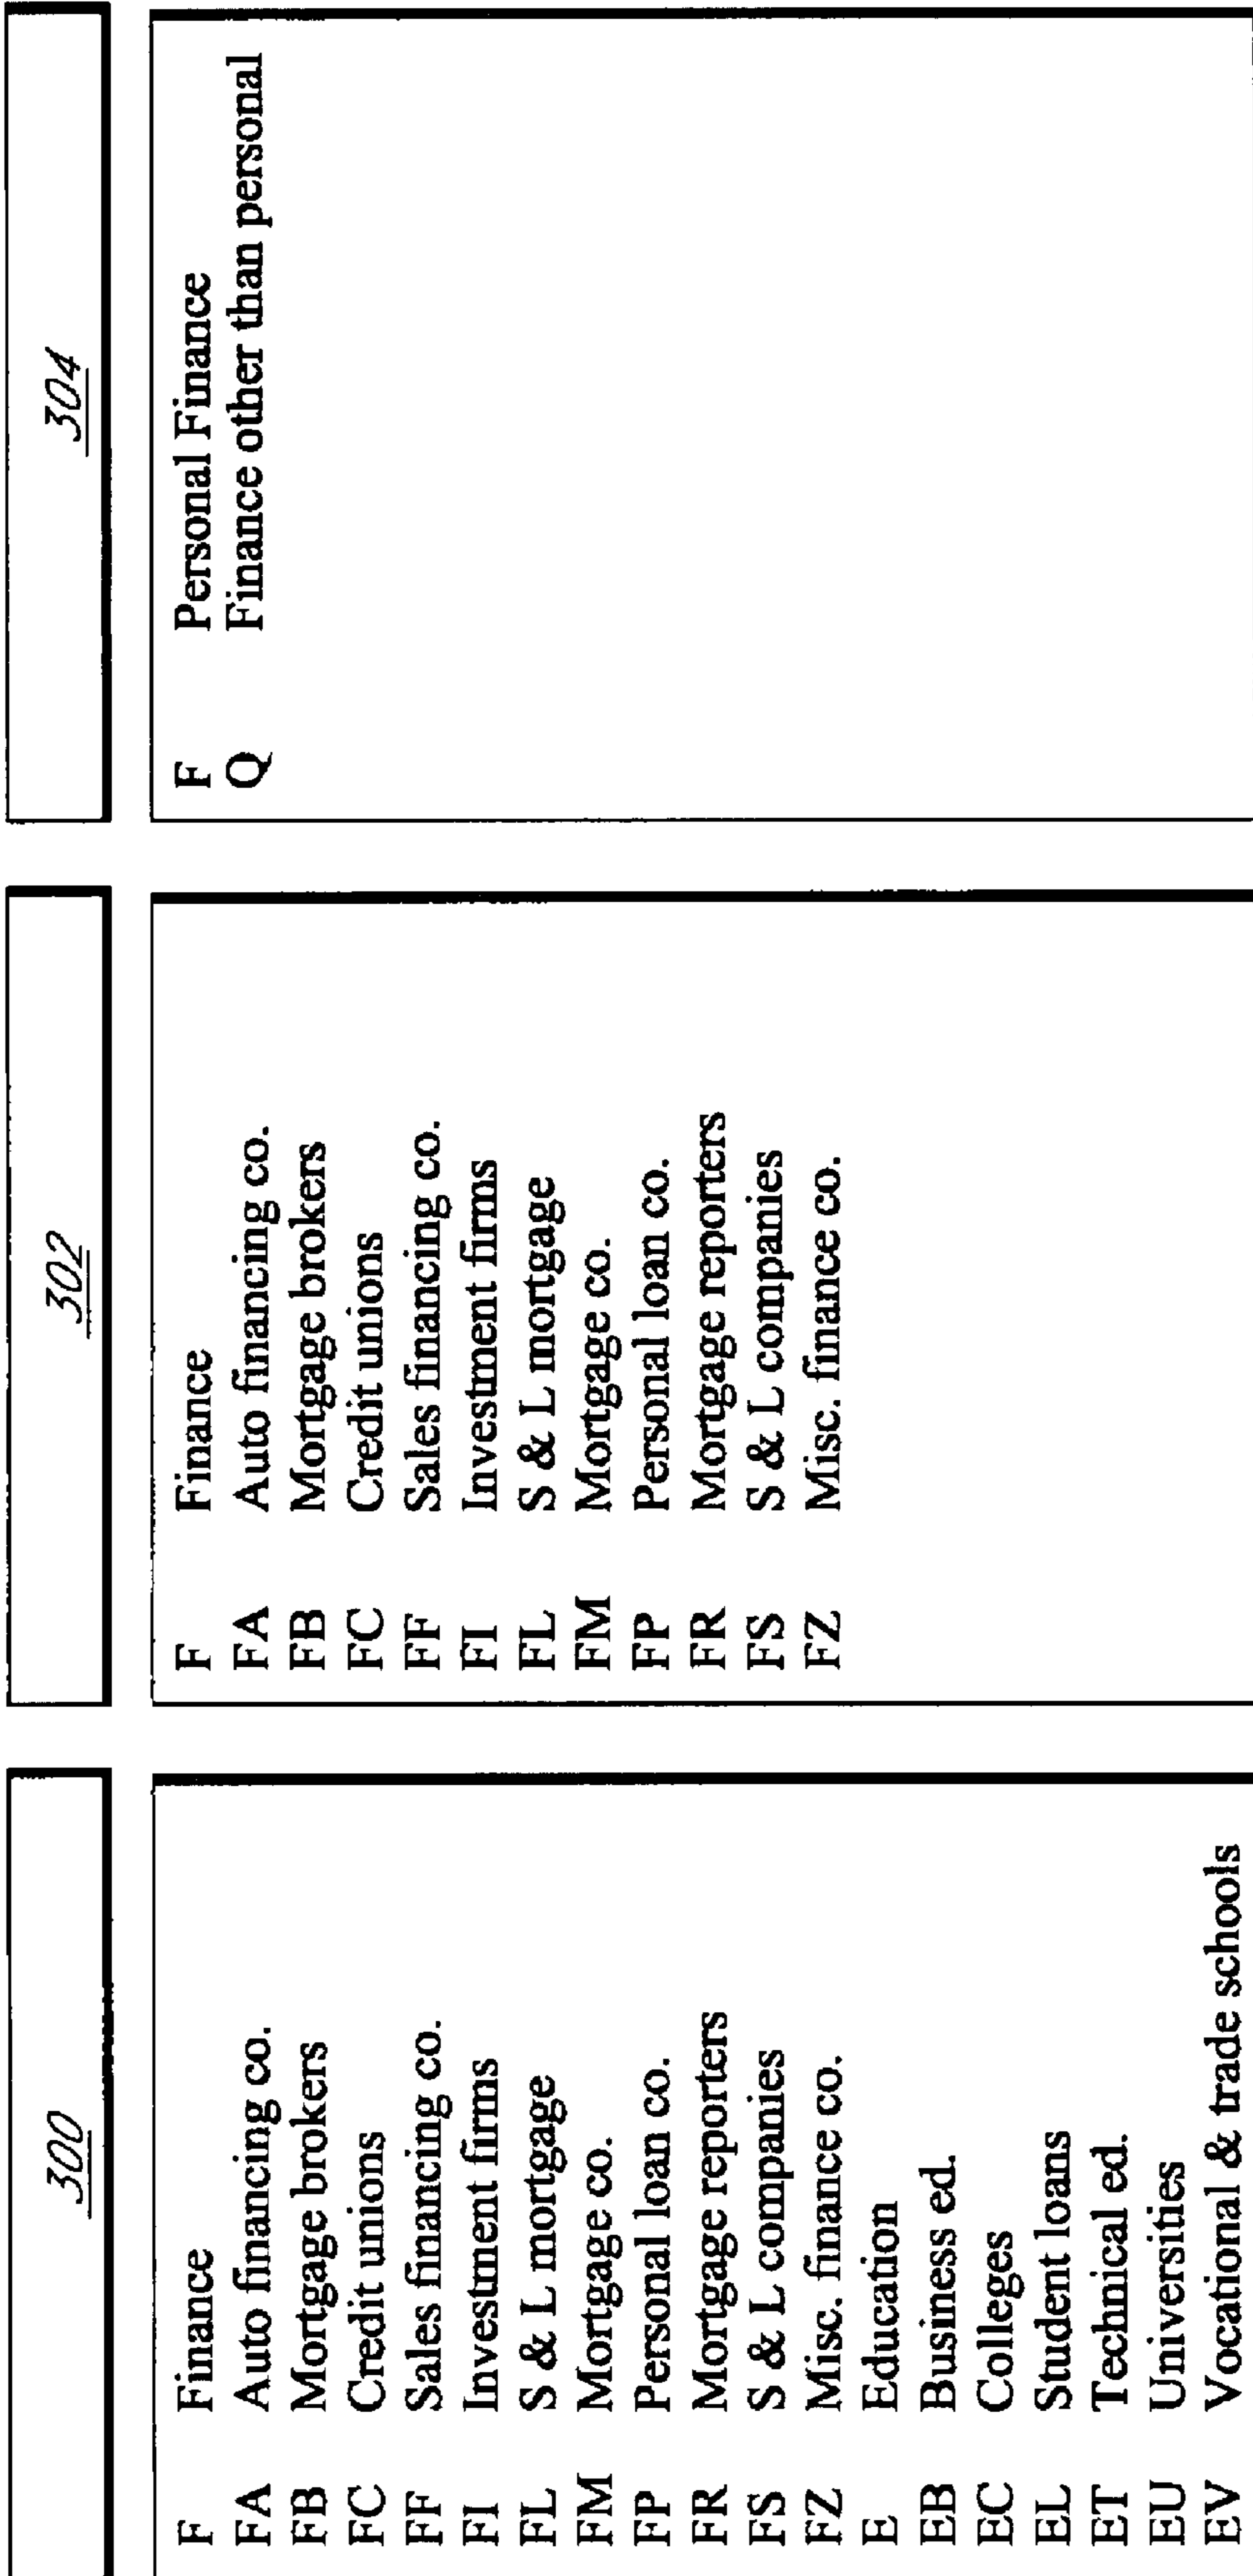 300
F Finance
FA Auto financing co.
FB Mortgage brokers
FC Credit unions
FF Sales financing co.
FI Investment firms
FL S & L mortgage
FM Mortgage co.
FP Personal loan co.
FR Mortgage reporters
FS S & L companies
FZ Misc. finance co.
E Education
EB Business ed.
EC Colleges
EL Student loans
ET Technical ed.
EU Universities
EV Vocational & trade schools
302
F Finance
FA Auto financing co.
FB Mortgage brokers
FC Credit unions
FF Sales financing co.
FI Investment firms
FL S & L mortgage
FM Mortgage co.
FP Personal loan co.
FR Mortgage reporters
FS S & L companies
FZ Misc. finance co.
304
F Personal Finance
Q Finance other than personal